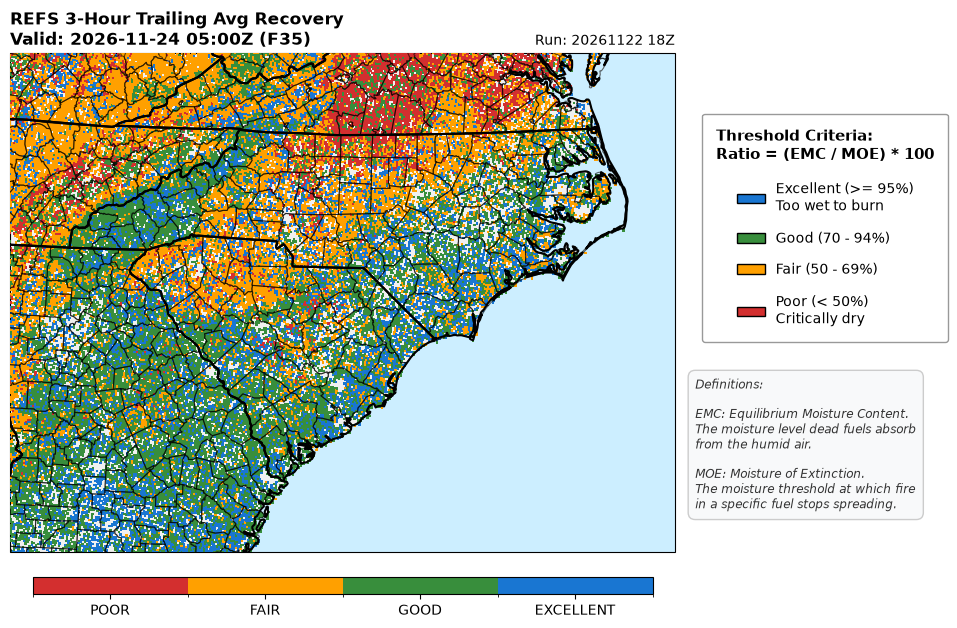 REFS 3-Hour Trailing Avg Recovery
Valid: 2026-11-24 05:00Z (F35)
Run: 20261122 18Z
Threshold Criteria:
Ratio = (EMC / MOE) * 100
Excellent (>= 95%)
Too wet to burn
Good (70 - 94%)
Fair (50 - 69%)
Poor (< 50%)
Critically dry
Definitions:
EMC: Equilibrium Moisture Content.
The moisture level dead fuels absorb
from the humid air.
MOE: Moisture of Extinction.
The moisture threshold at which fire
in a specific fuel stops spreading.
POOR
FAIR
GOOD
EXCELLENT